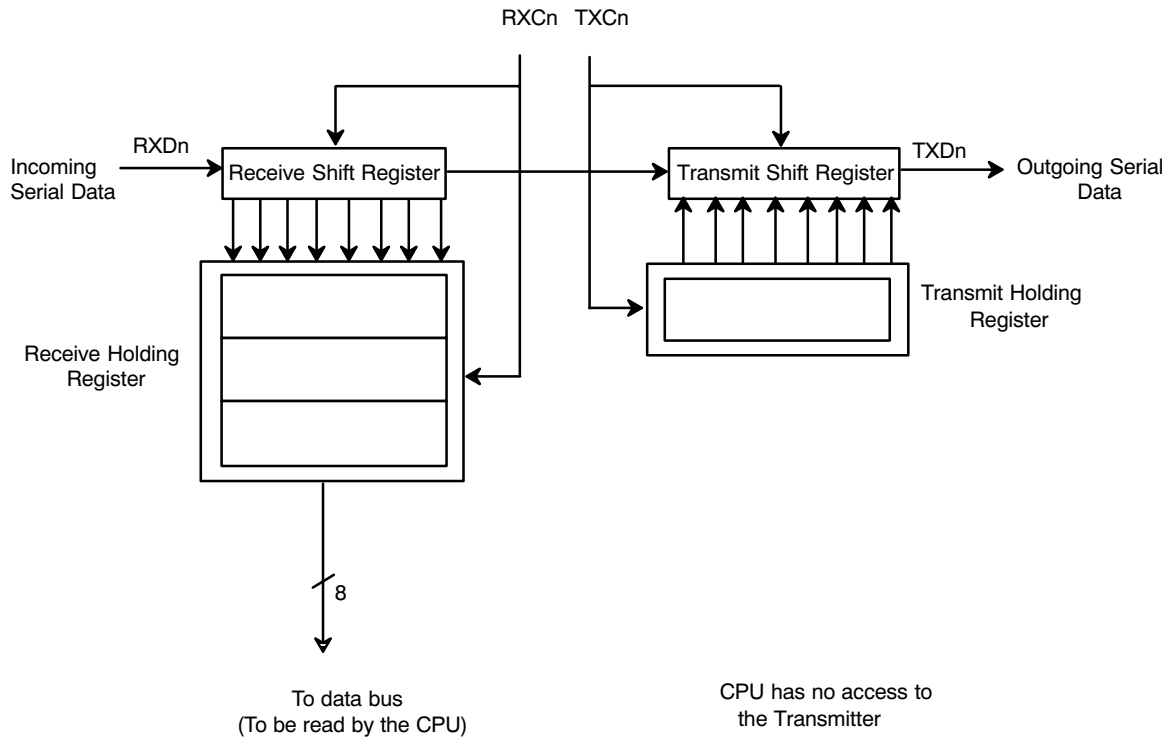 RXCn TXCn
RXDn
Incoming
Serial Data
Receive Shift Register
Transmit Shift Register
TXDn
Outgoing Serial
Data
Receive Holding
Register
Transmit Holding
Register
8
To data bus
(To be read by the CPU)
CPU has no access to
the Transmitter